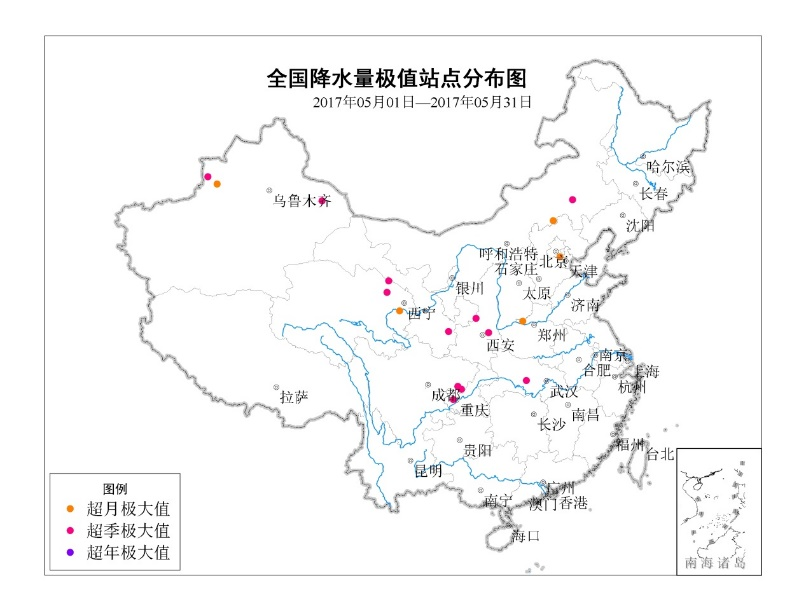 全国降水量极值站点分布图
2017年05月01日—2017年05月31日
哈尔滨
长春
乌鲁木齐
沈阳
呼和浩特
北京
石家庄
天津
银川
太原
济南
西宁
郑州
西安
南京
合肥
上海
杭州
拉萨
成都
武汉
重庆
南昌
长沙
福州
贵阳
台北
昆明
广州
南宁
澳门
香港
海口
图例
超月极大值
超季极大值
超年极大值
南海诸岛